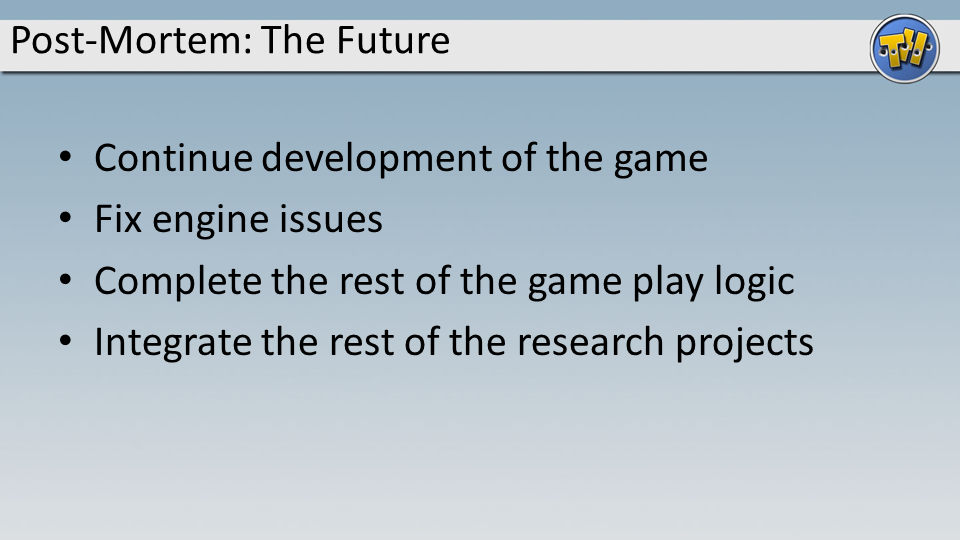 Post-Mortem: The Future
• Continue development of the game
• Fix engine issues
• Complete the rest of the game play logic
• Integrate the rest of the research projects